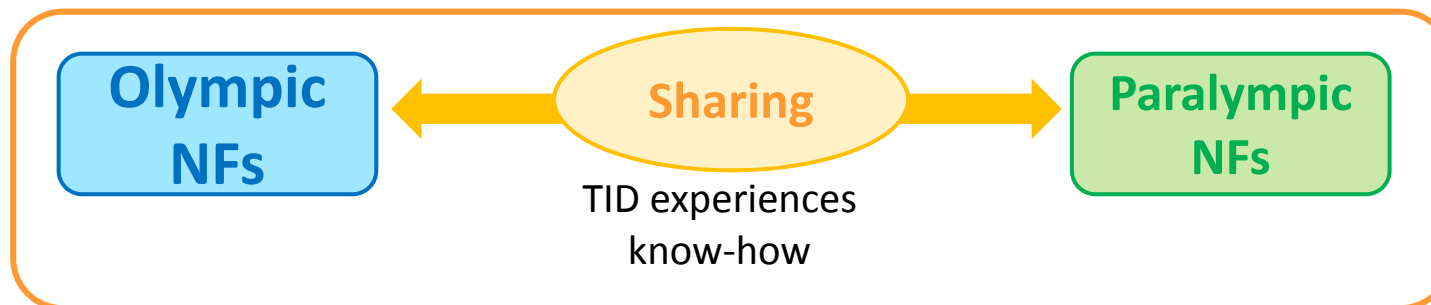 Olympic
NFs
Sharing
Paralympic
NFs
TID experiences
know-how